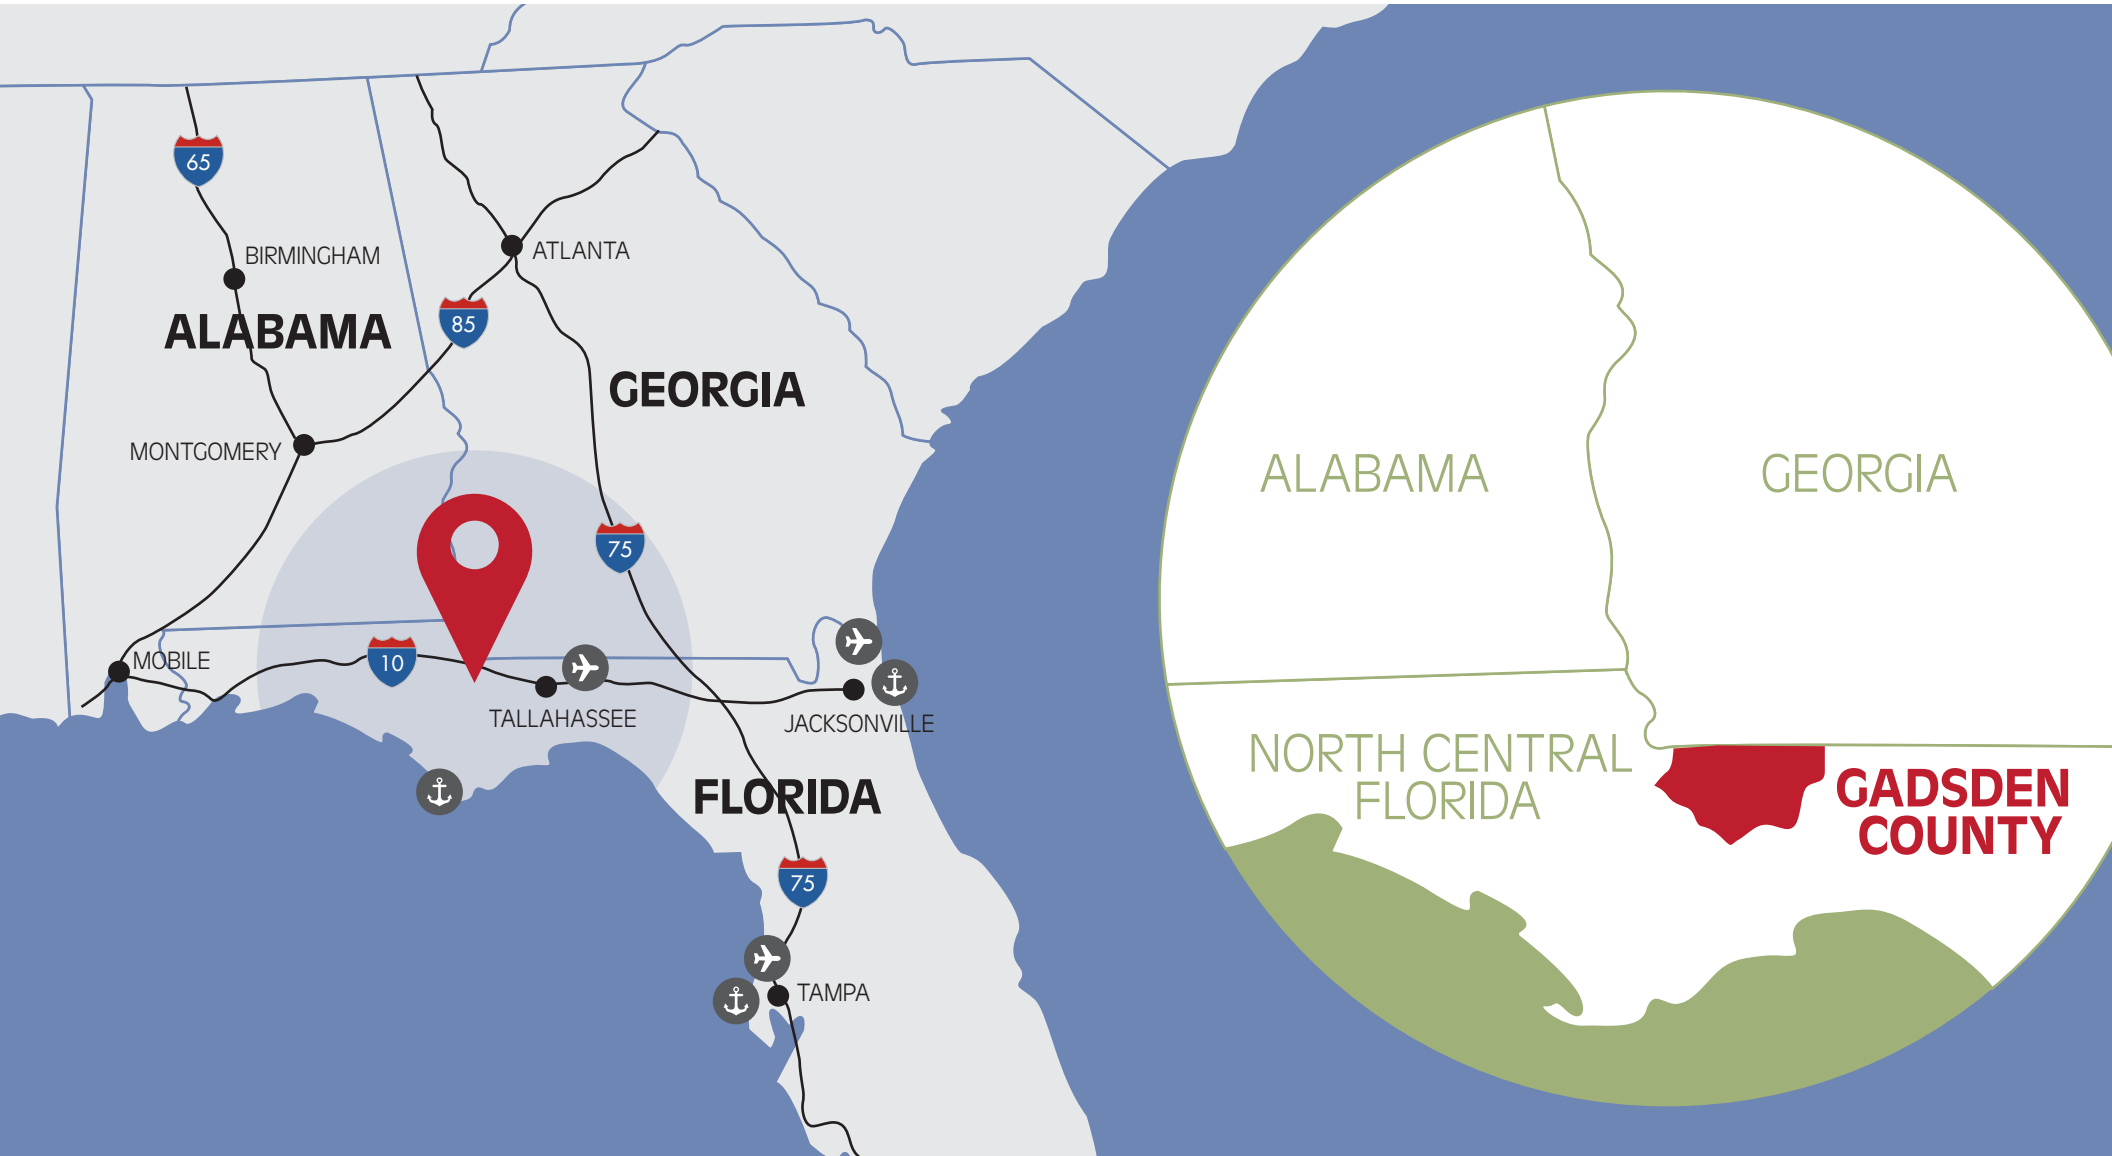 65
BIRMINGHAM
ATLANTA
ALABAMA
85
GEORGIA
MONTGOMERY
75
MOBILE
10
TALLAHASSEE
JACKSONVILLE
FLORIDA
75
TAMPA
ALABAMA
GEORGIA
NORTH CENTRAL
FLORIDA
GADSDEN
COUNTY